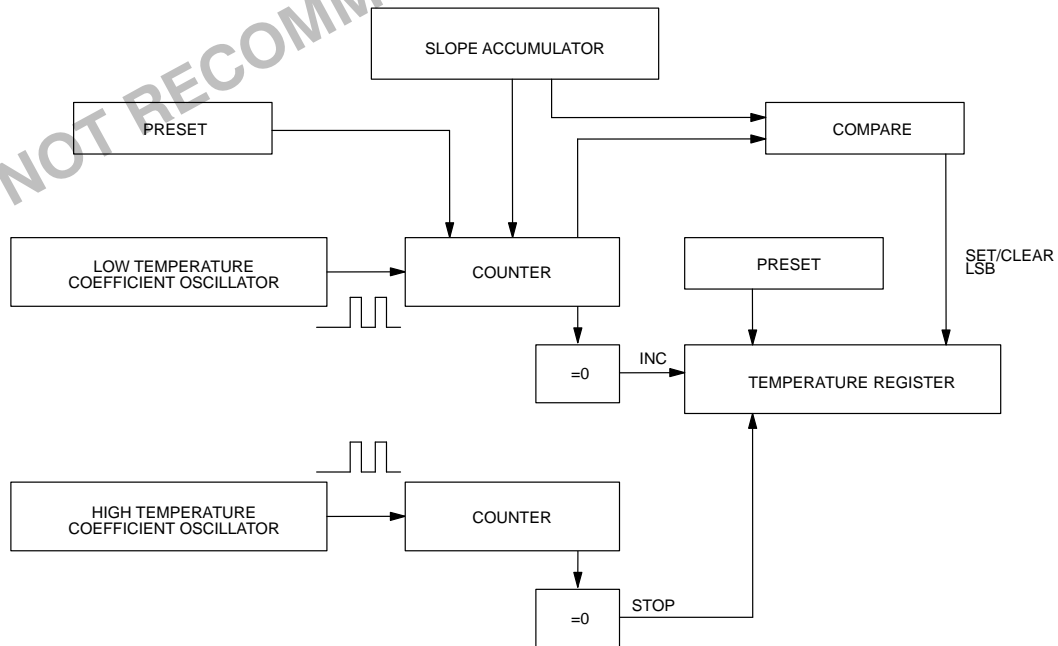 NOT RECOMM
SLOPE ACCUMULATOR
PRESET
COMPARE
LOW TEMPERATURE
COEFFICIENT OSCILLATOR
COUNTER
PRESET
SET/CLEAR
LSB
=0
INC
TEMPERATURE REGISTER
HIGH TEMPERATURE
COEFFICIENT OSCILLATOR
COUNTER
=0
STOP